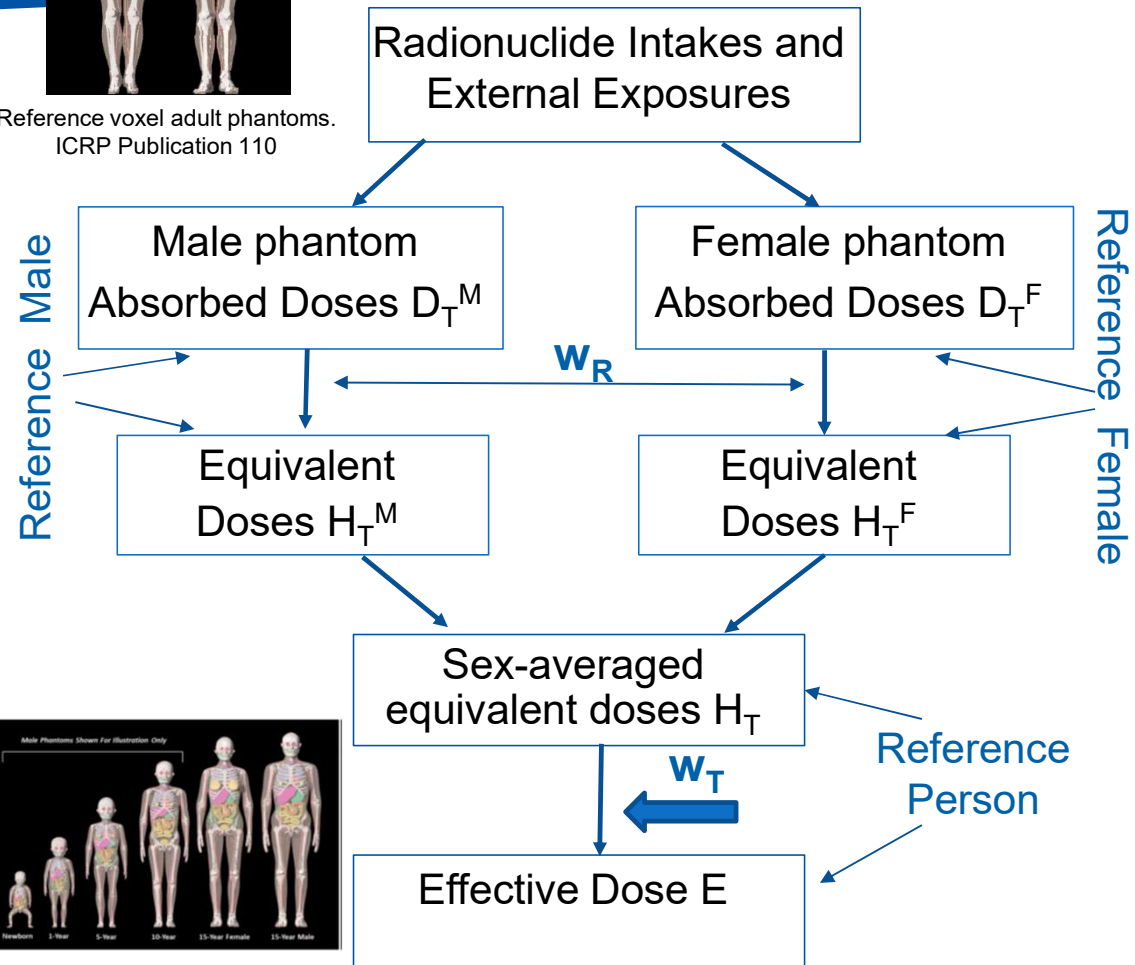 Radionuclide Intakes and
External Exposures
Reference voxel adult phantoms.
ICRP Publication 110
Male phantom
Absorbed Doses D_T^M
Female phantom
Absorbed Doses D_T^F
Reference Male
Reference Female
w_R
Equivalent
Doses H_T^M
Equivalent
Doses H_T^F
Sex-averaged
equivalent doses H_T
w_T
Reference
Person
Effective Dose E
Male Phantoms Shown For Illustration Only
Newborn 1-Year 5-Year 10-Year 15-Year Female 15-Year Male